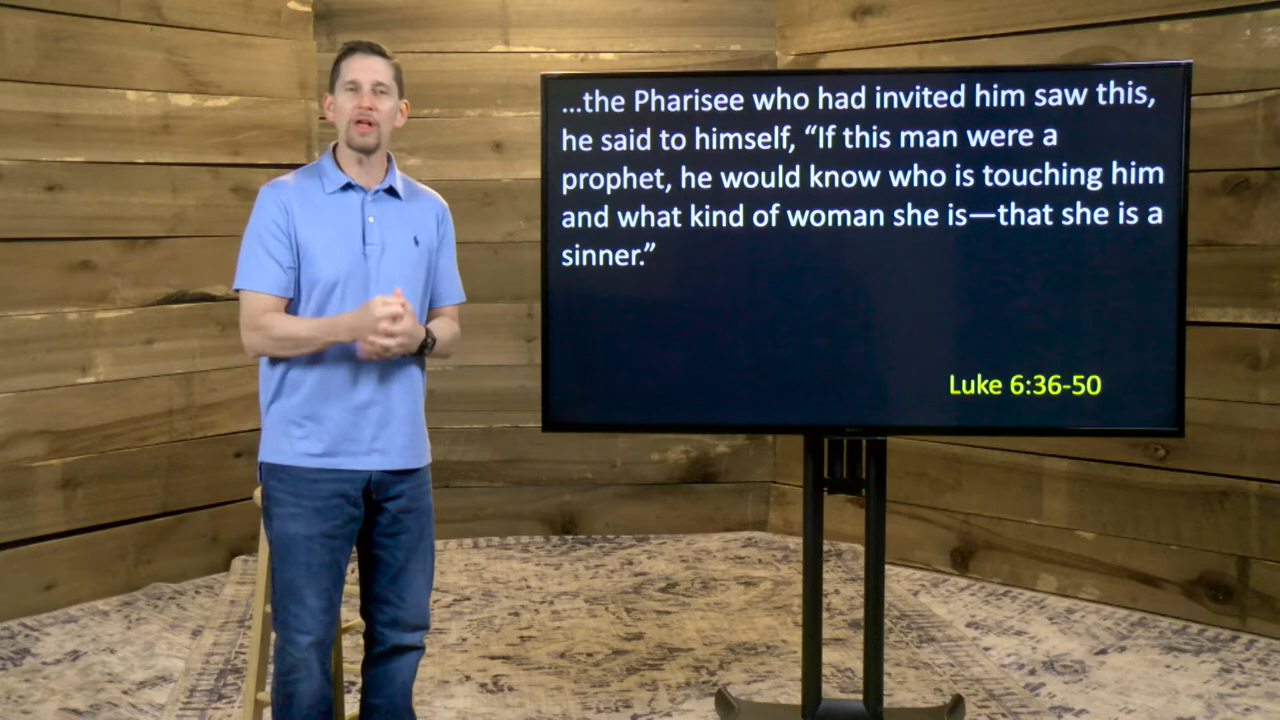 ...the Pharisee who had invited him saw this,
he said to himself, “If this man were a
prophet, he would know who is touching him
and what kind of woman she is—that she is a
sinner.”
Luke 6:36-50